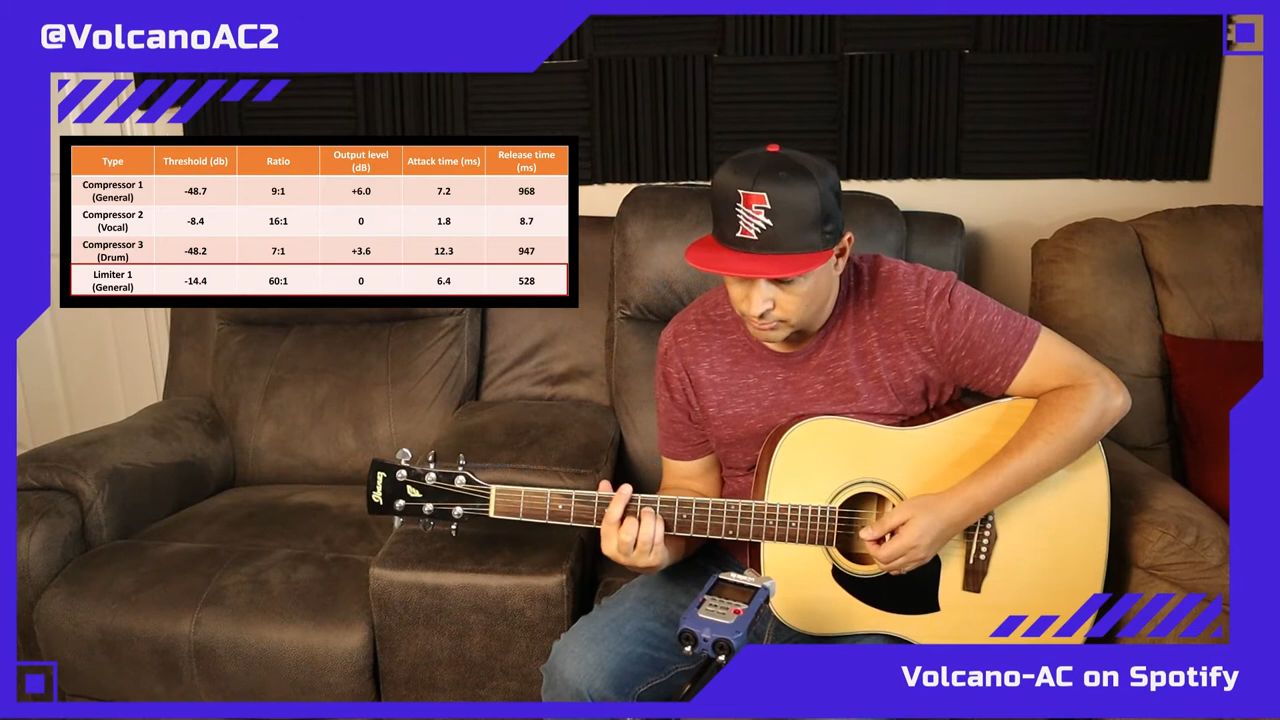 @VolcanoAC2
Type Threshold (db) Ratio Output level (dB) Attack time (ms) Release time (ms)
Compressor 1 (General) -48.7 9:1 +6.0 7.2 968
Compressor 2 (Vocal) -8.4 16:1 0 1.8 8.7
Compressor 3 (Drum) -48.2 7:1 +3.6 12.3 947
Limiter 1 (General) -14.4 60:1 0 6.4 528
F
Ibanez
Volcano-AC on Spotify